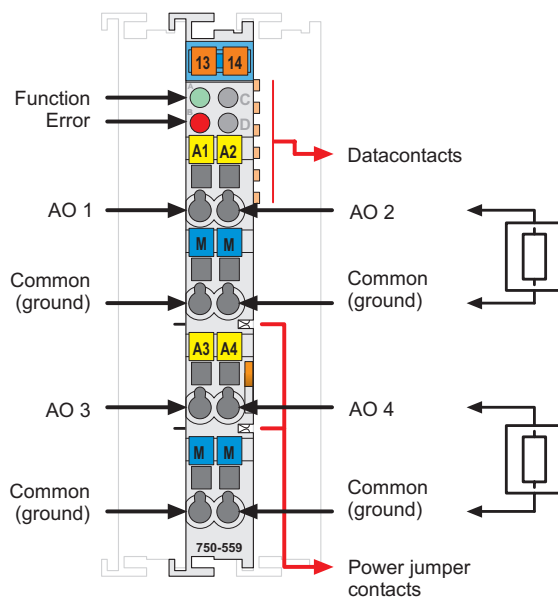 13 14
A
C
Function
B
D
Error
A1 A2
Datacontacts
AO 1
AO 2
M M
Common
(ground)
Common
(ground)
A3 A4
AO 3
AO 4
M M
Common
(ground)
Common
(ground)
750-559
Power jumper
contacts